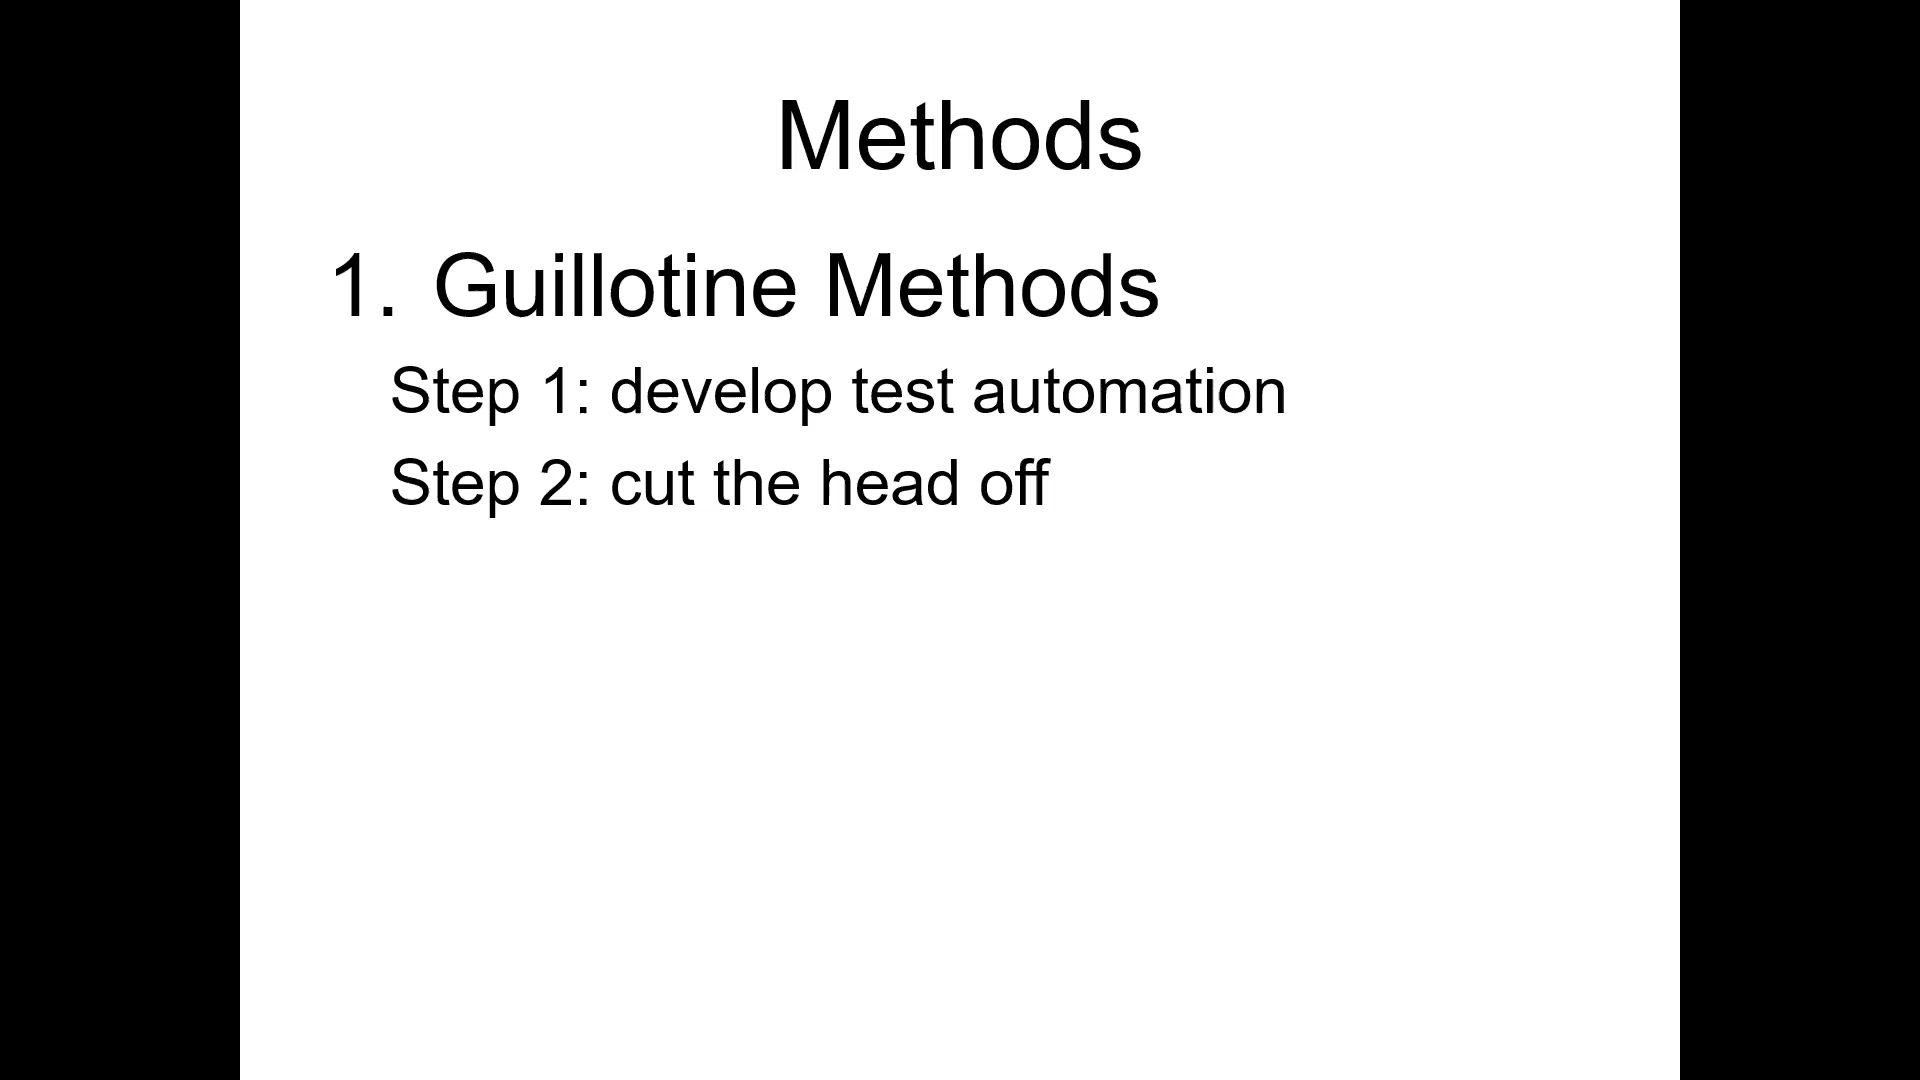 Methods
1. Guillotine Methods
Step 1: develop test automation
Step 2: cut the head off